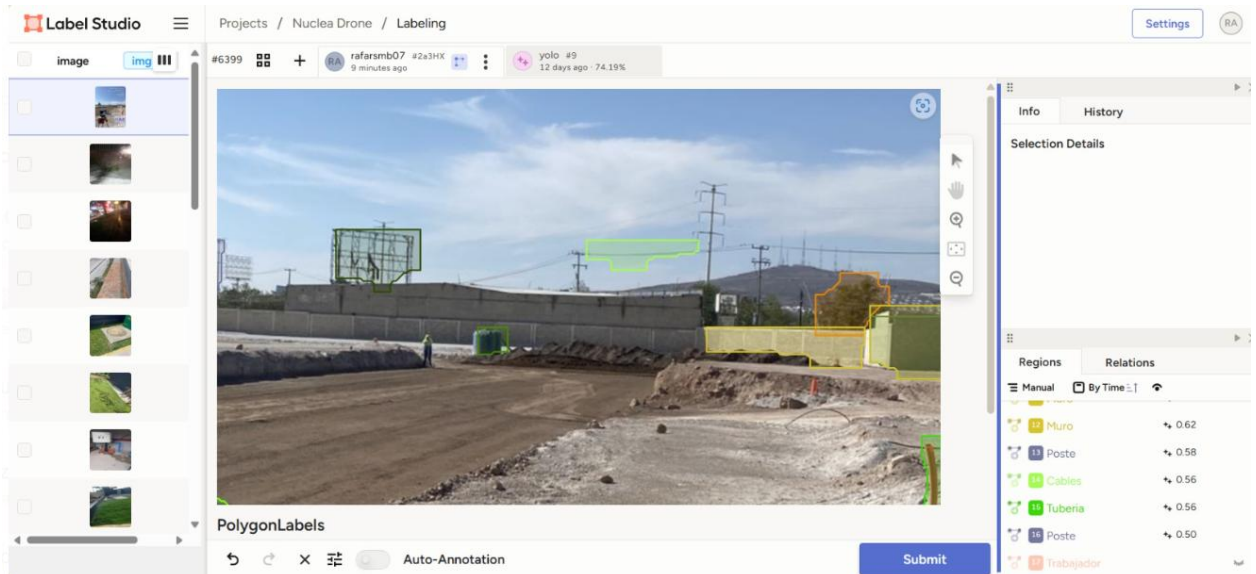 Label Studio
Projects / Nuclea Drone / Labeling
Settings
RA
image
img
#6399
RA
rafarsmb07 #2a3HX
9 minutes ago
yolo #9
12 days ago · 74.19%
Info
History
Selection Details
Regions
Relations
Manual
By Time
12 Muro 0.62
13 Poste 0.58
14 Cables 0.56
15 Tuberia 0.56
16 Poste 0.50
17 Trabajador
PolygonLabels
Auto-Annotation
Submit